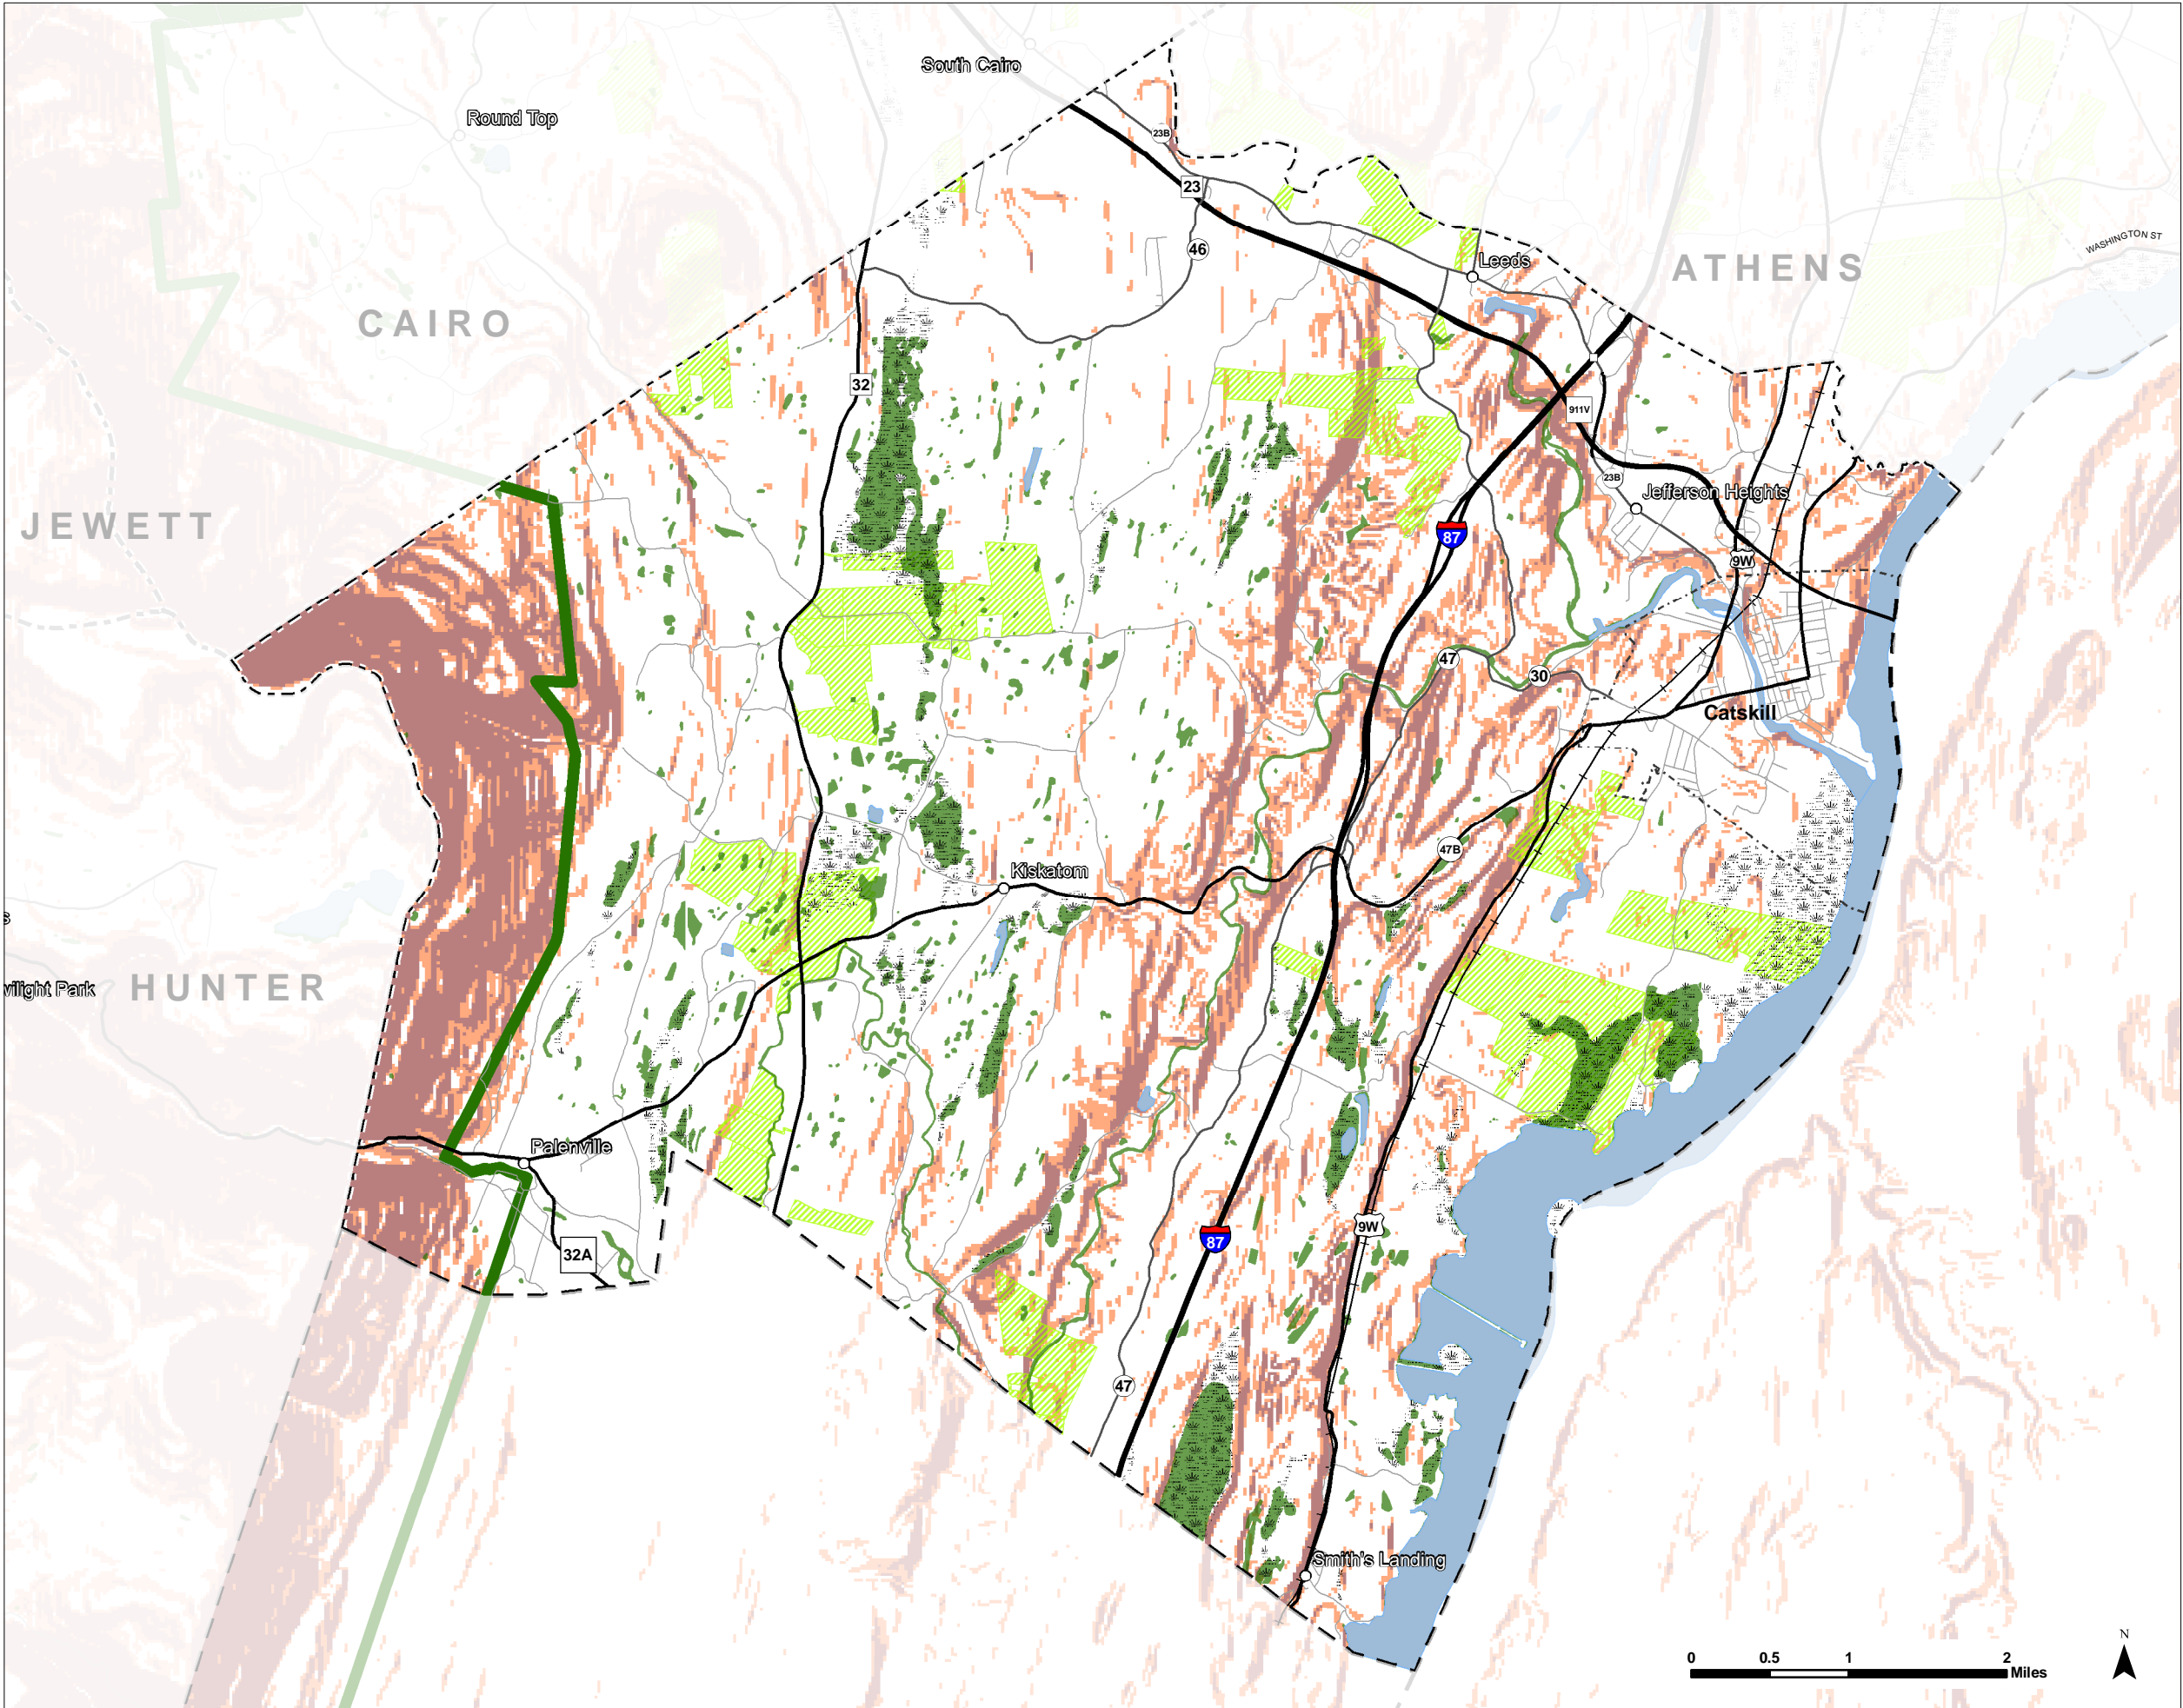 South Cairo
Round Top
23B
23
WASHINGTON ST
46
Leeds
ATHENS
CAIRO
32
911V
23B
Jefferson Heights
JEWETT
87
9W
47
30
Catskill
47B
Kiskatom
s
wilight Park
HUNTER
Palenville
9W
87
32A
47
Smith's Landing
N
0 0.5 1 2
Miles